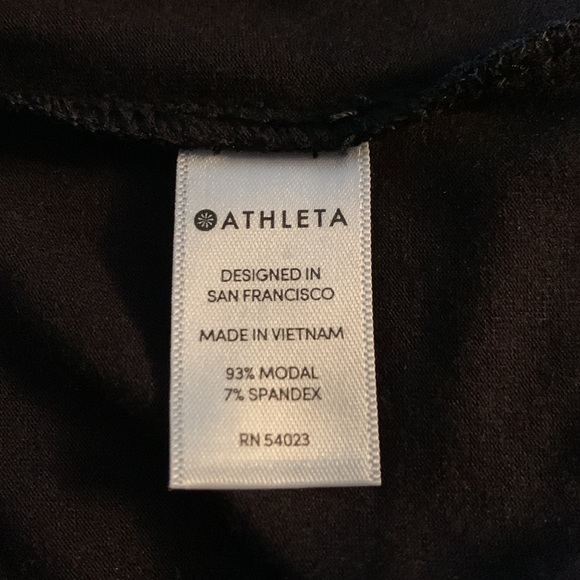 ATHLETA
DESIGNED IN
SAN FRANCISCO
MADE IN VIETNAM
93% MODAL
7% SPANDEX
RN 54023